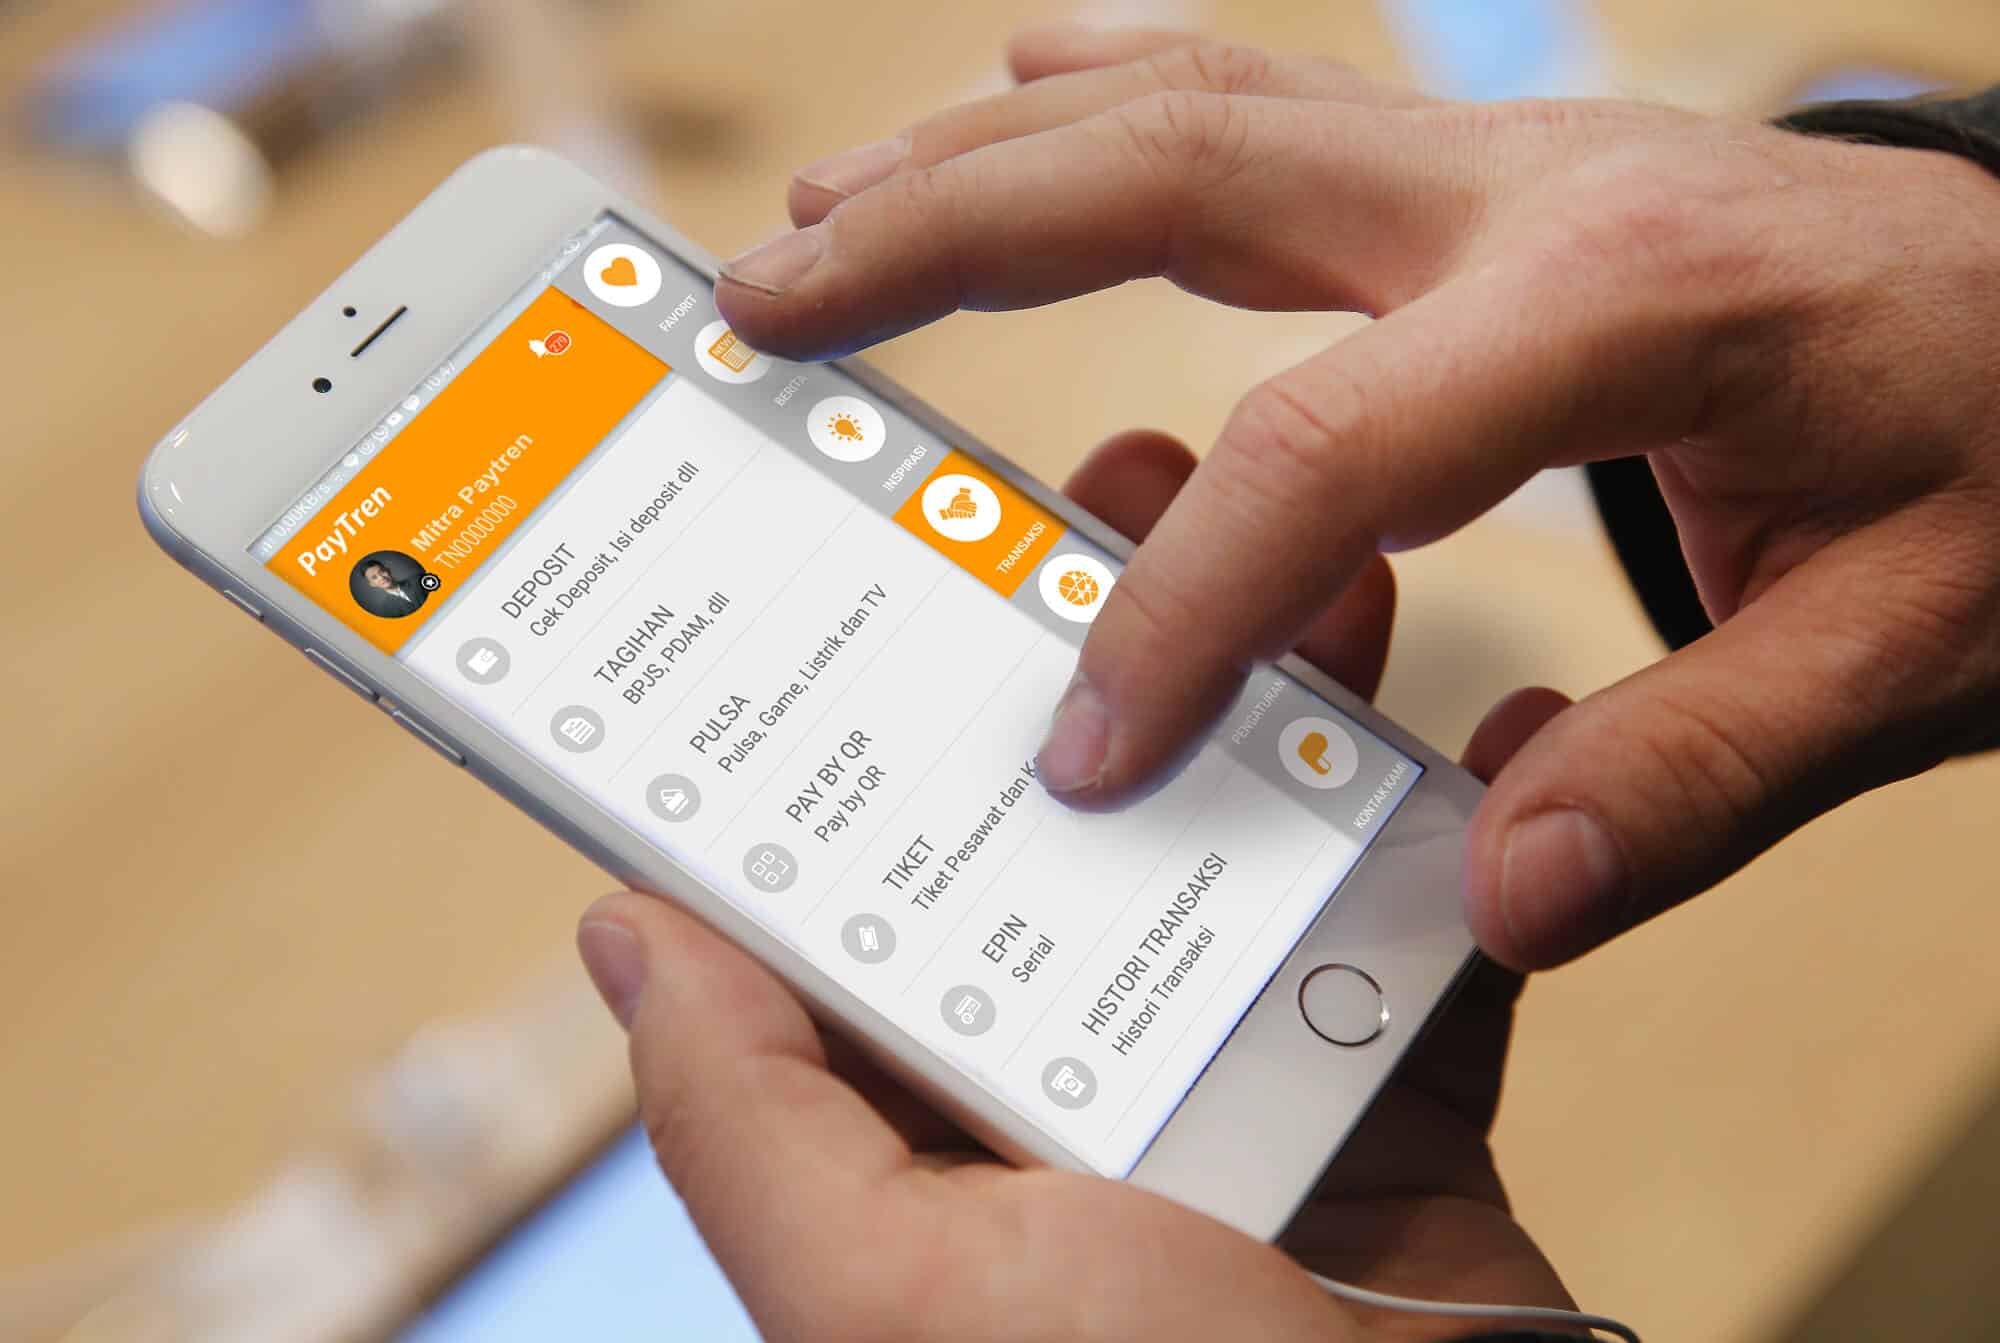 0,00KB/s
10.47
PayTren
279
Mitra Paytren
TN0000000
DEPOSIT
Cek Deposit, Isi deposit dll
TAGIHAN
BPJS, PDAM, dll
PULSA
Pulsa, Game, Listrik dan TV
PAY BY QR
Pay by QR
TIKET
Tiket Pesawat dan
EPIN
Serial
HISTORI TRANSAKSI
Histori Transaksi
FAVORIT
NEWS
BERITA
INSPIRASI
TRANSAKSI
PENGATURAN
KONTAK KAMI